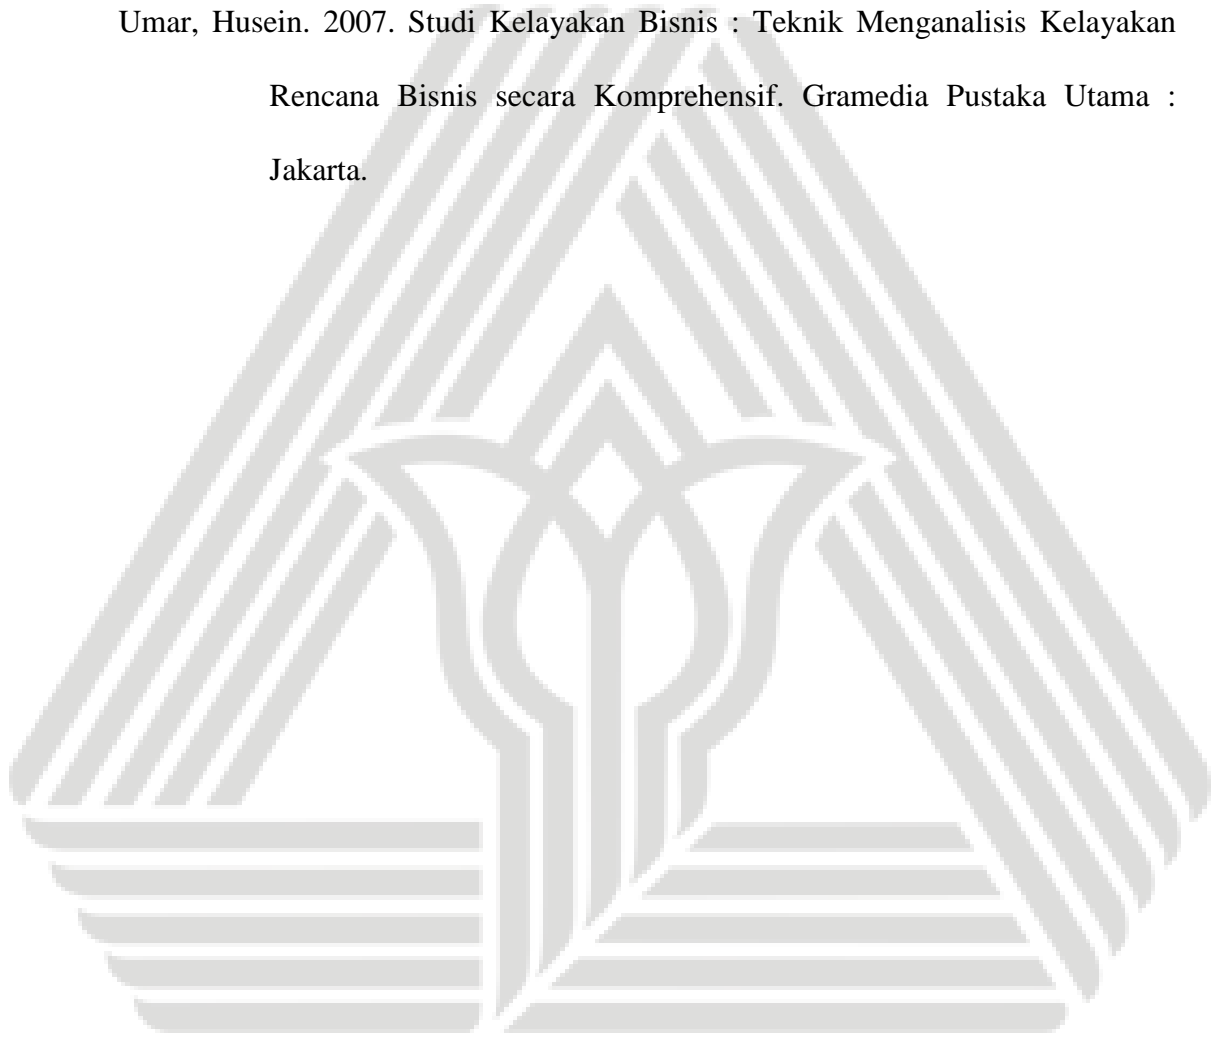 Umar, Husein. 2007. Studi Kelayakan Bisnis : Teknik Menganalisis Kelayakan
Rencana Bisnis secara Komprehensif. Gramedia Pustaka Utama :
Jakarta.